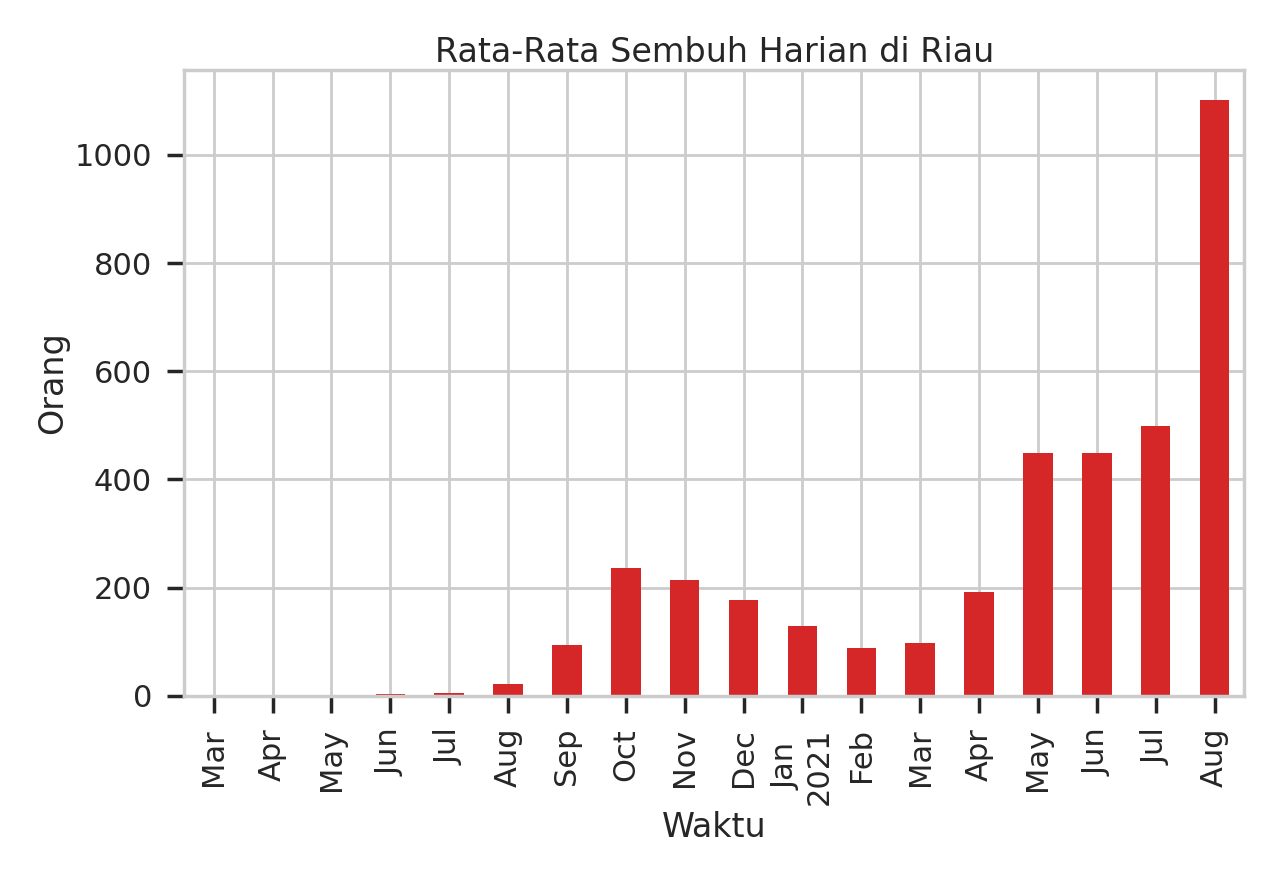 Rata-Rata Sembuh Harian di Riau
1000
800
600
400
200
0
Orang
Mar
Apr
May
Jun
Jul
Aug
Sep
Oct
Nov
Dec
Jan
2021
Feb
Mar
Apr
May
Jun
Jul
Aug
Waktu